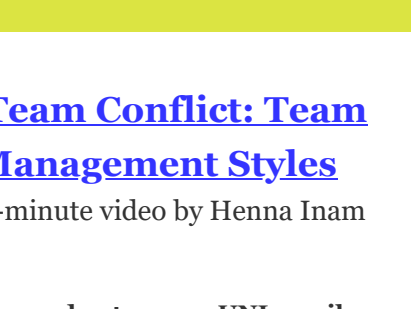 Team Conflict: Team
Management Styles
-minute video by Henna Inam